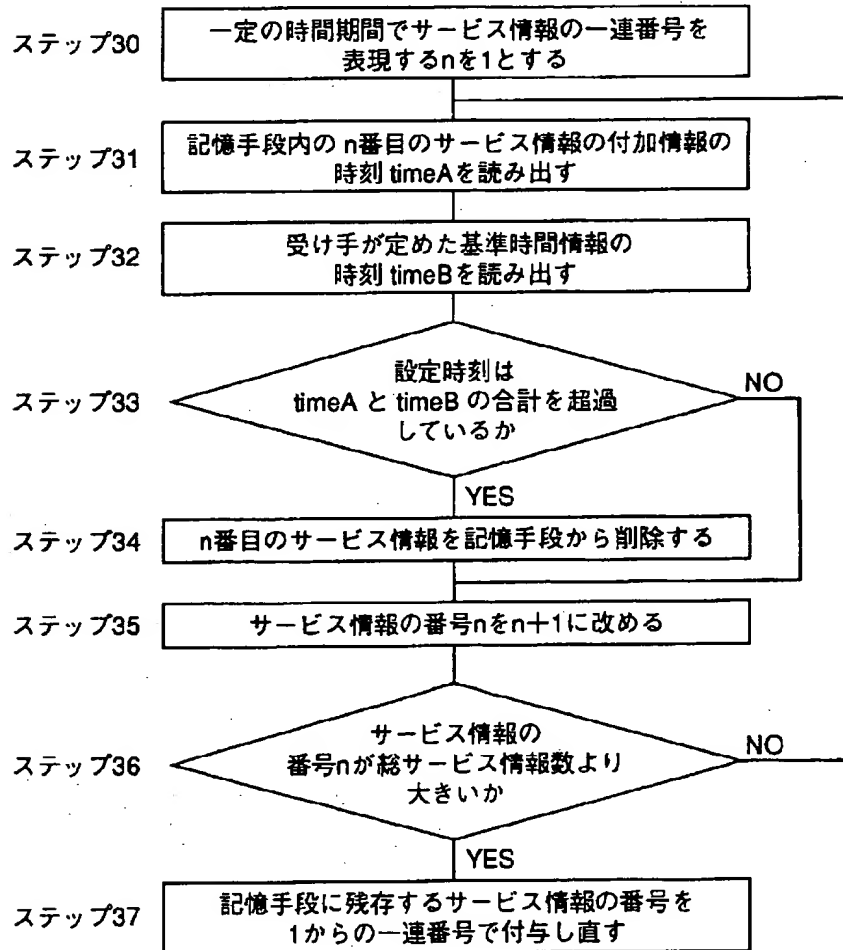 ステップ30
一定の時間期間でサービス情報の一連番号を
表現するnを1とする
ステップ31
記憶手段内の n番目のサービス情報の付加情報の
時刻 timeAを読み出す
ステップ32
受け手が定めた基準時間情報の
時刻 timeBを読み出す
ステップ33
設定時刻は
timeA と timeB の合計を超過
しているか
NO
YES
ステップ34
n番目のサービス情報を記憶手段から削除する
ステップ35
サービス情報の番号nをn+1に改める
ステップ36
サービス情報の
番号nが総サービス情報数より
大きいか
NO
YES
ステップ37
記憶手段に残存するサービス情報の番号を
1からの一連番号で付与し直す